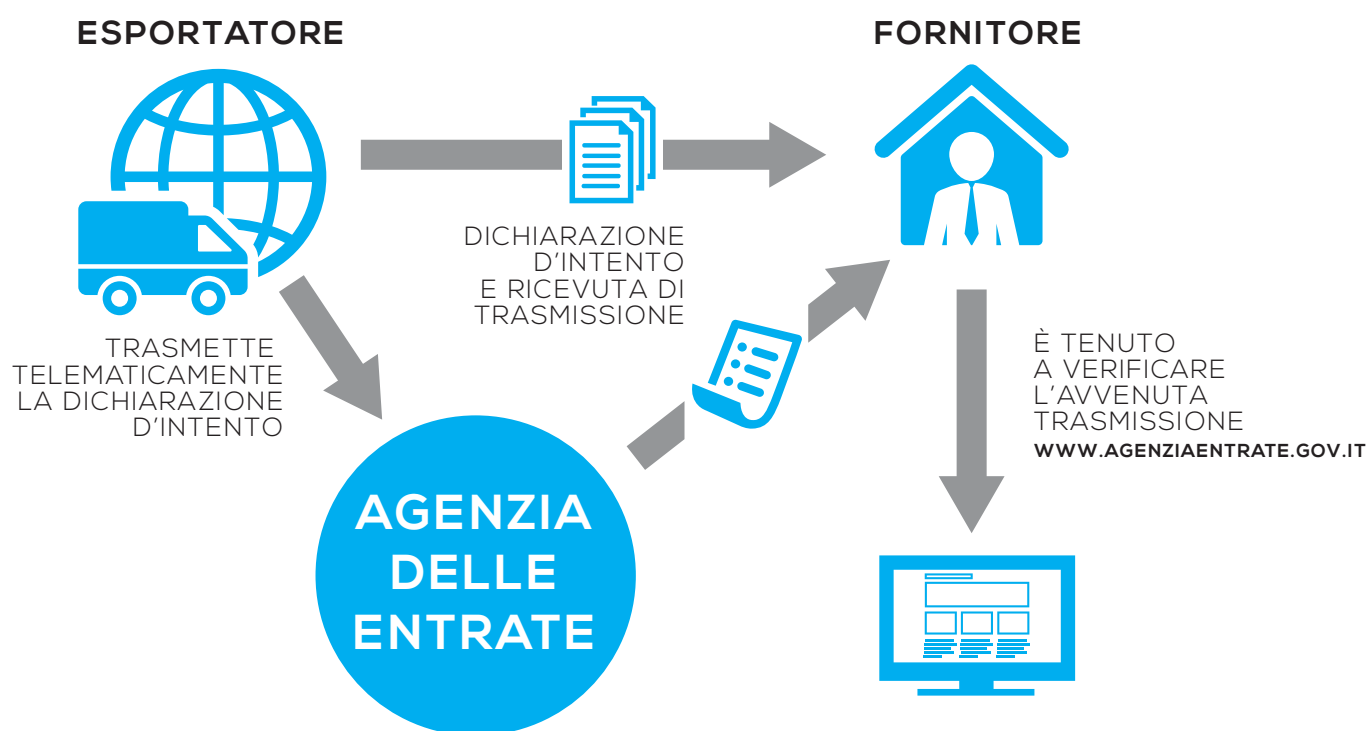 ESPORTATORE
FORNITORE
DICHIARAZIONE
D'INTENTO
E RICEVUTA DI
TRASMISSIONE
TRASMETTE
TELEMATICAMENTE
LA DICHIARAZIONE
D'INTENTO
È TENUTO
A VERIFICARE
L'AVVENUTA
TRASMISSIONE
WWW.AGENZIAENTRATE.GOV.IT
AGENZIA
DELLE
ENTRATE